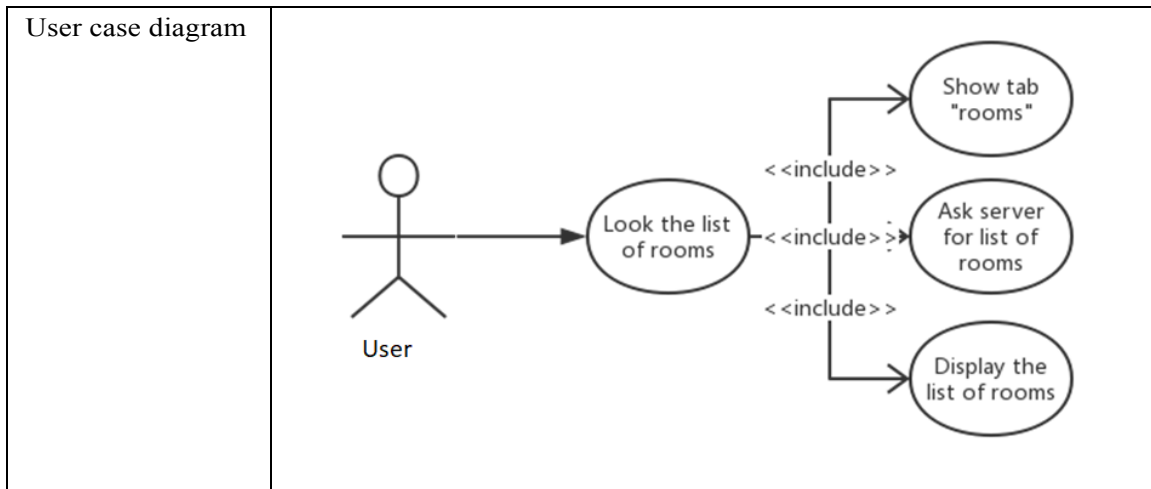 User case diagram
Show tab
"rooms"
<<include>>
Look the list
of rooms
<<include>>
Ask server
for list of
rooms
<<include>>
Display the
list of rooms
User